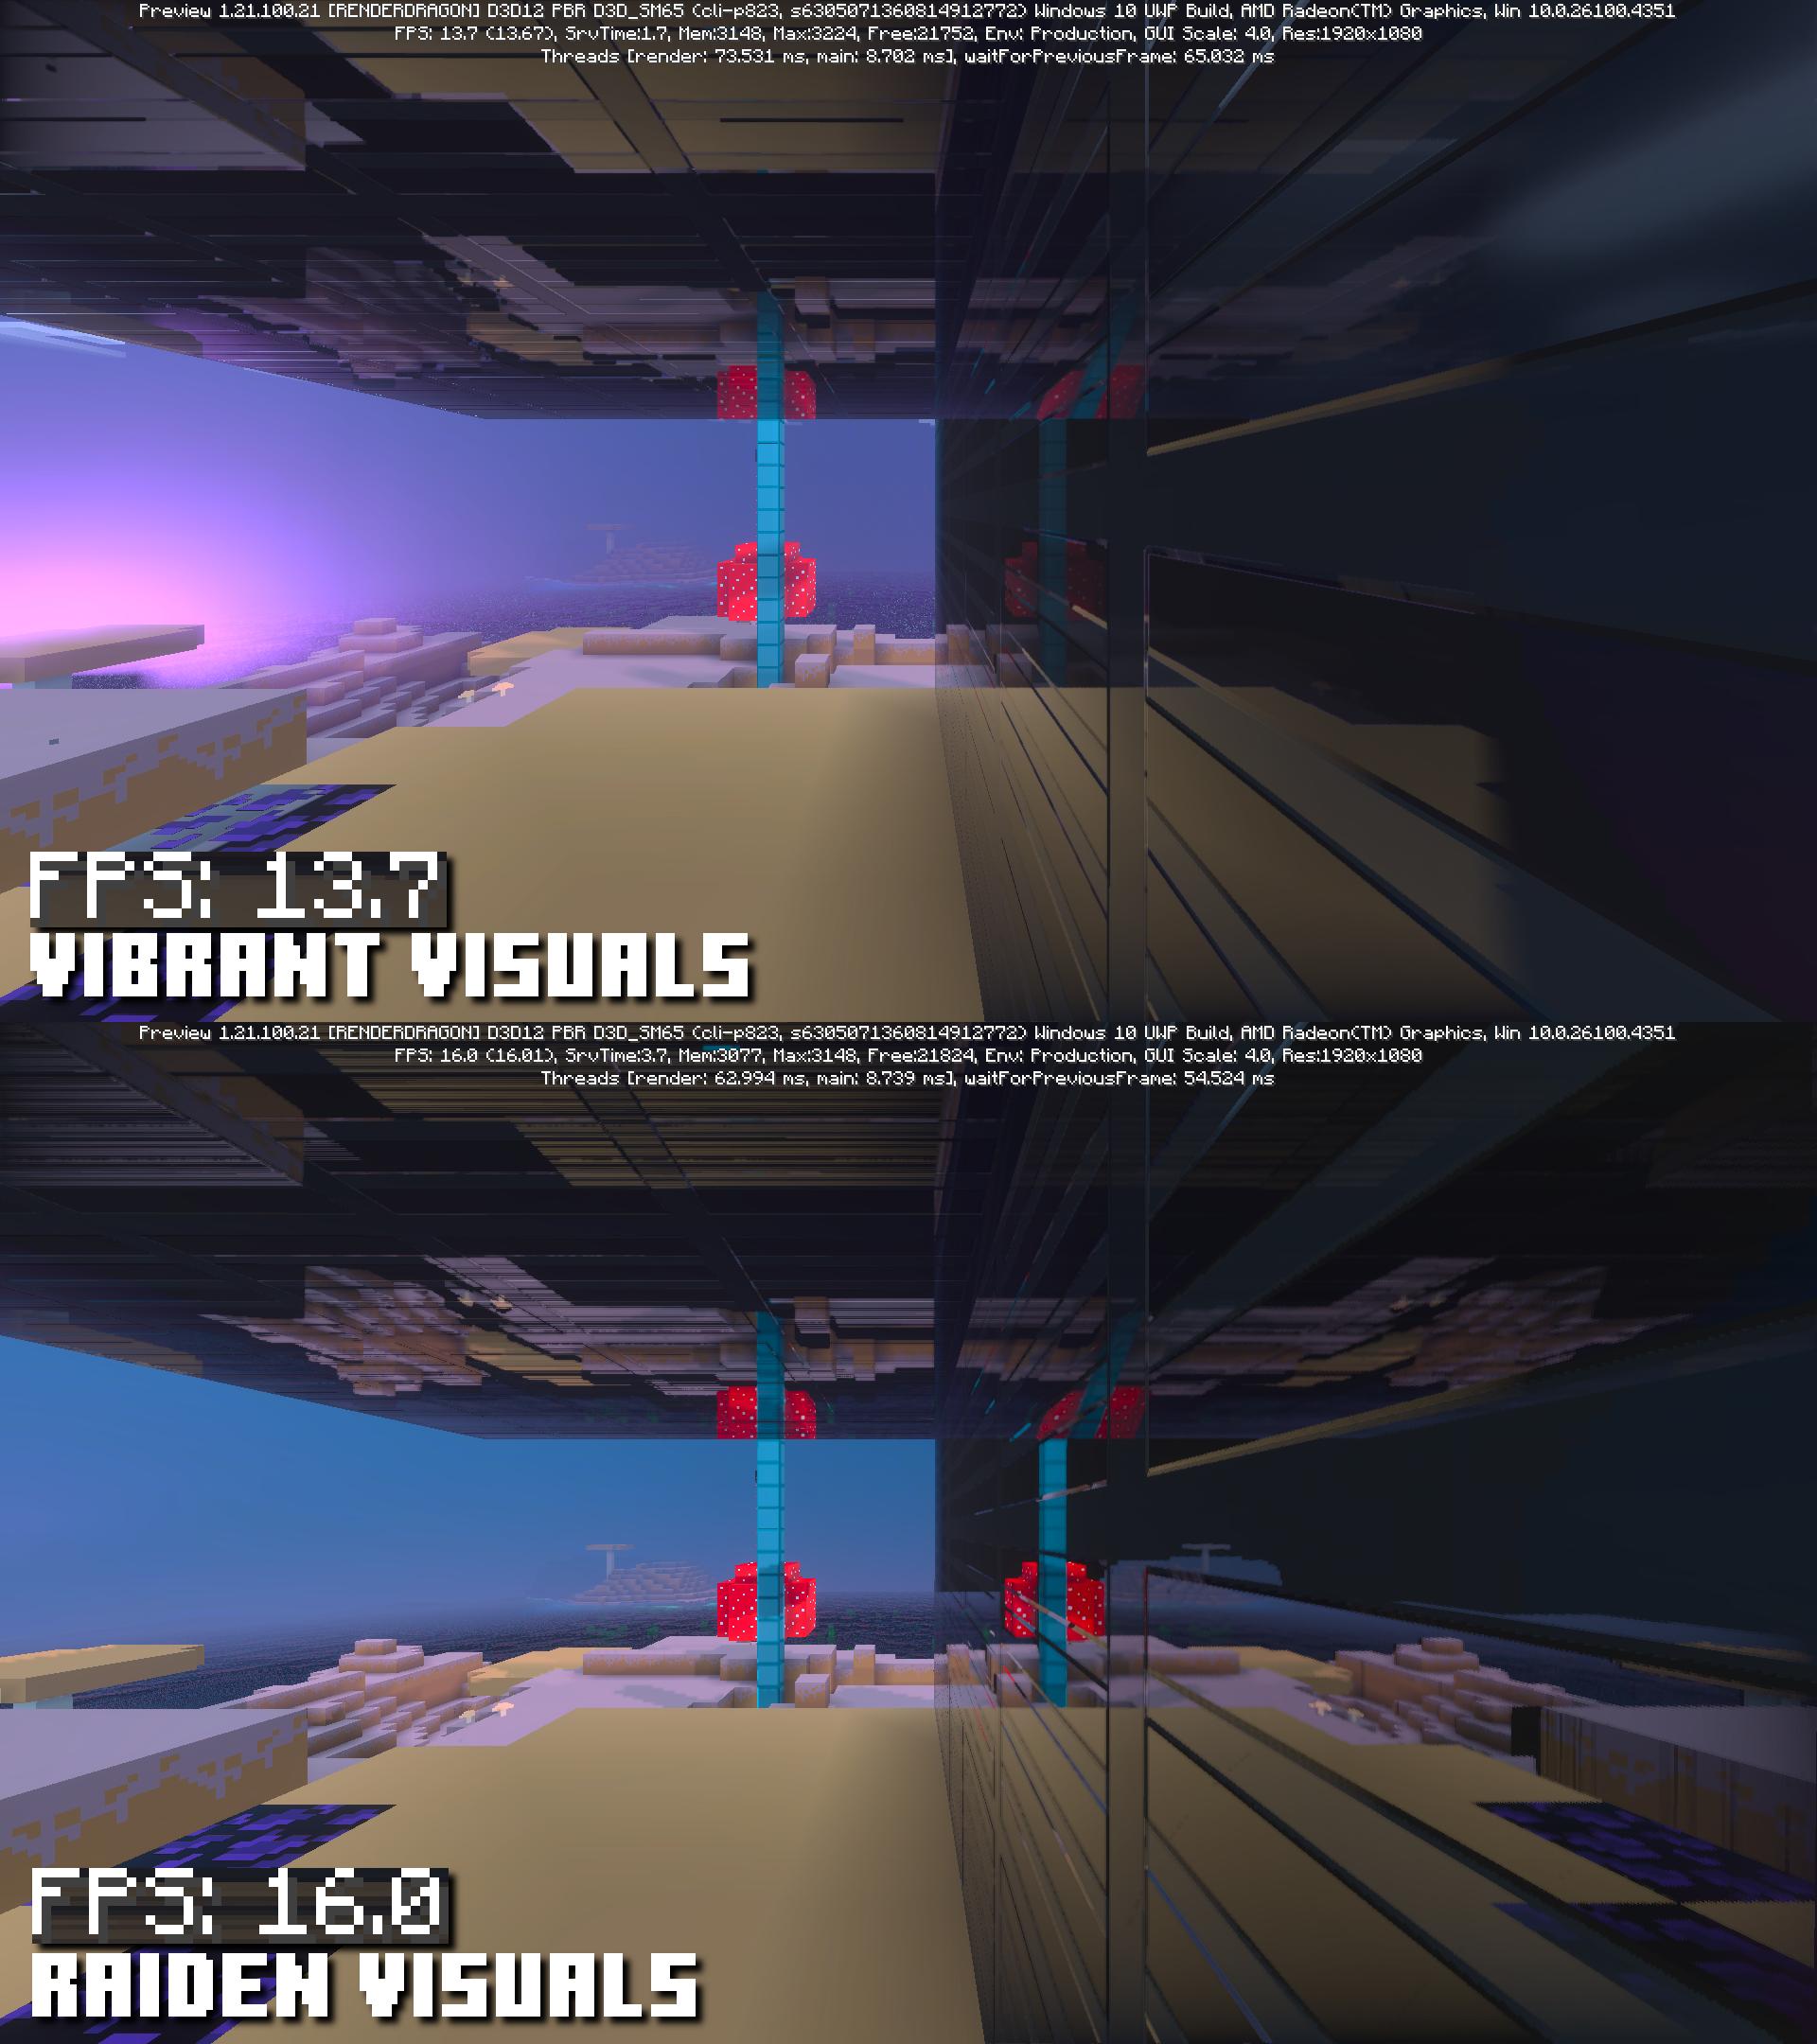 Preview 1.21.100.21 [RENDERDRAGON] D3D12 PBR D3D_SM65 (cli-p823, s63050713608149127​72) Windows 10 UWP Build, AMD Radeon(TM) Graphics, Win 10.0.26100.4351
FPS: 13.7 (13.67), SrvTime:1.7, Mem:3148, Max:3224, Free:21752, Env: Production, GUI Scale: 4.0, Res:1920x1080
Threads [render: 73.531 ms, main: 8.702 ms], waitForPreviousFrame: 65.032 ms
FPS: 13.7
VIBRANT VISUALS
Preview 1.21.100.21 [RENDERDRAGON] D3D12 PBR D3D_SM65 (cli-p823, s6305071360814912772) Windows 10 UWP Build, AMD Radeon(TM) Graphics, Win 10.0.26100.4351
FPS: 16.0 (16.01), SrvTime:3.7, Mem:3077, Max:3148, Free:21824, Env: Production, GUI Scale: 4.0, Res:1920x1080
Threads [render: 62.994 ms, main: 8.739 ms], waitForPreviousFrame: 54.524 ms
FPS: 16.0
RAIDEN VISUALS